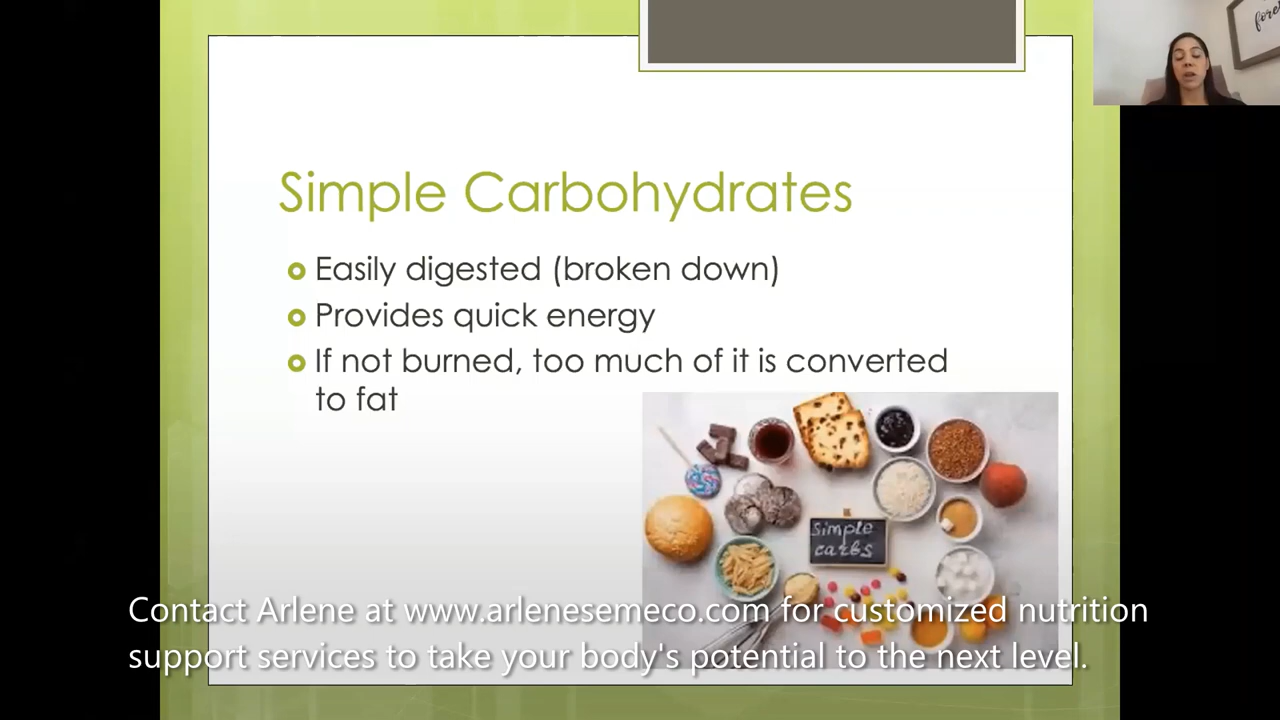 fore
Simple Carbohydrates
Easily digested (broken down)
Provides quick energy
If not burned, too much of it is converted
to fat
simple
carbs
Contact Arlene at www.arlenesemeco.com for customized nutrition
support services to take your body's potential to the next level.